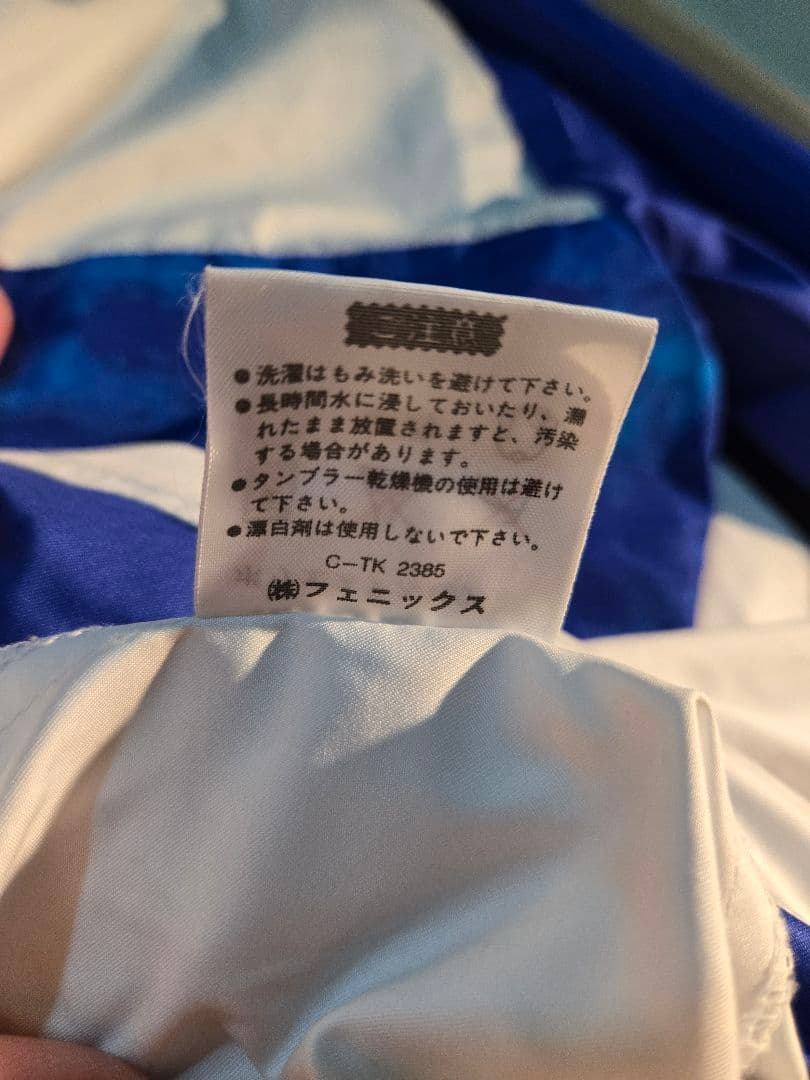 ご注意
●洗濯はもみ洗いを避けて下さい。
●長時間水に浸しておいたり、濡
れたまま放置されますと、汚染
する場合があります。
●タンブラー乾燥機の使用は避け
て下さい。
●漂白剤は使用しないで下さい。
C-TK 2385
㈱フェニックス